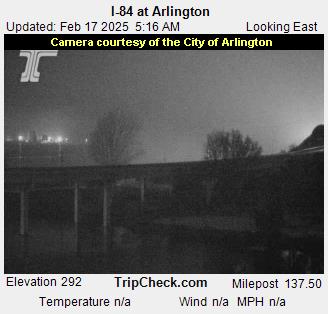 I-84 at Arlington
Updated: Feb 17 2025 5:16 AM Looking East
Camera courtesy of the City of Arlington
Elevation 292 TripCheck.com Milepost 137.50
Temperature n/a Wind n/a MPH n/a